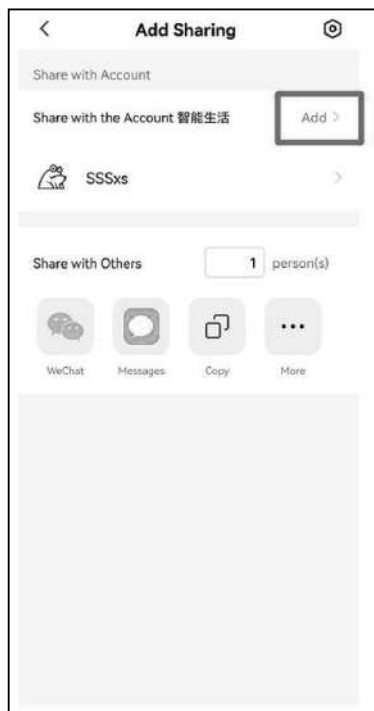 Add Sharing
Share with Account
Share with the Account 智能生活 Add >
SSSxs >
Share with Others 1 person(s)
WeChat Messages Copy More